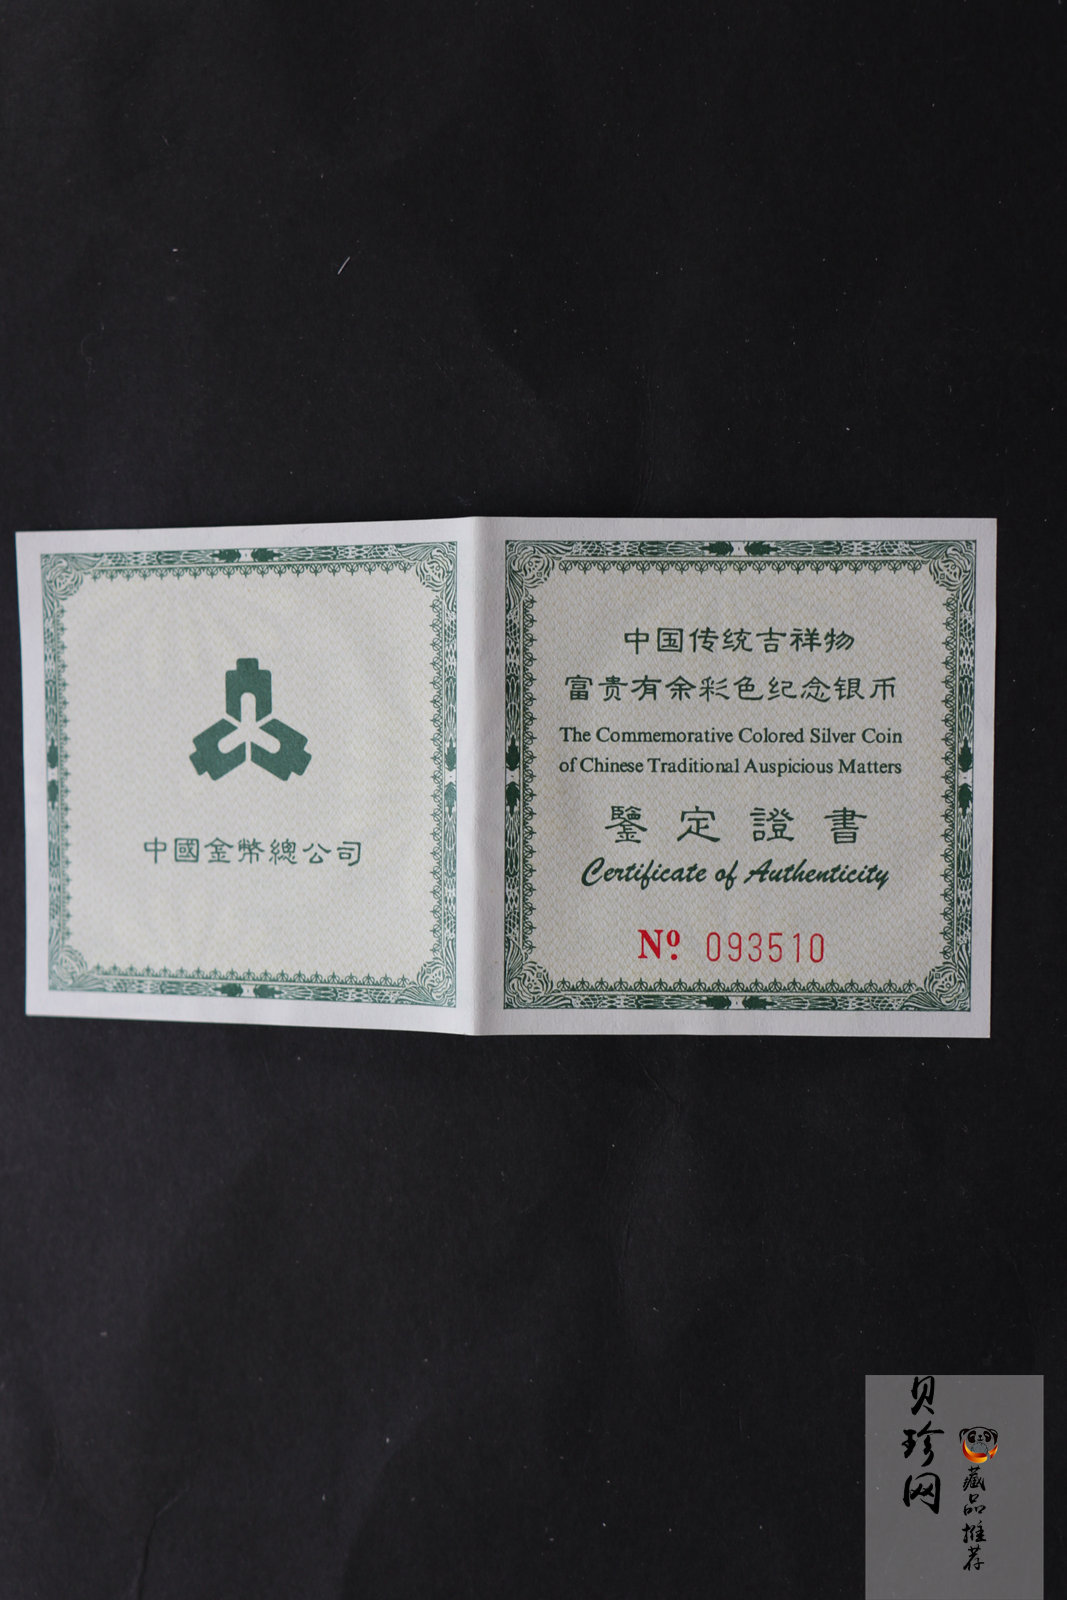 中國金幣總公司
中国传统吉祥物
富贵有余彩色纪念银币
The Commemorative Colored Silver Coin
of Chinese Traditional Auspicious Matters
鑒定證書
Certificate of Authenticity
Nº 093510
贝珍网
藏品推荐